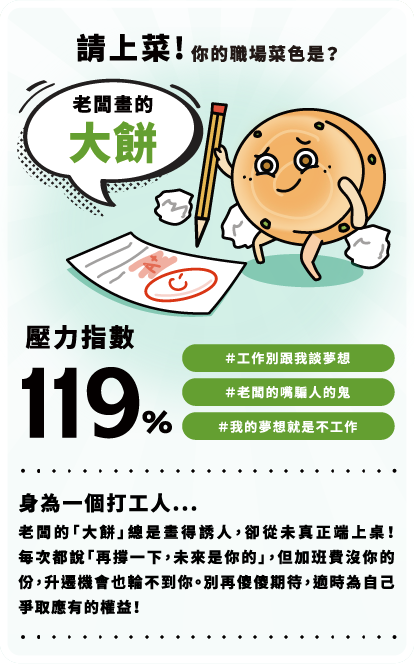 請上菜！你的職場菜色是？
老闆畫的
大餅
A+
壓力指數
119%
#工作別跟我談夢想
#老闆的嘴騙人的鬼
#我的夢想就是不工作
身為一個打工人...
老闆的「大餅」總是畫得誘人，卻從未真正端上桌！
每次都說「再撐一下，未來是你的」，但加班費沒你的
份，升遷機會也輪不到你。別再傻傻期待，適時為自己
爭取應有的權益！